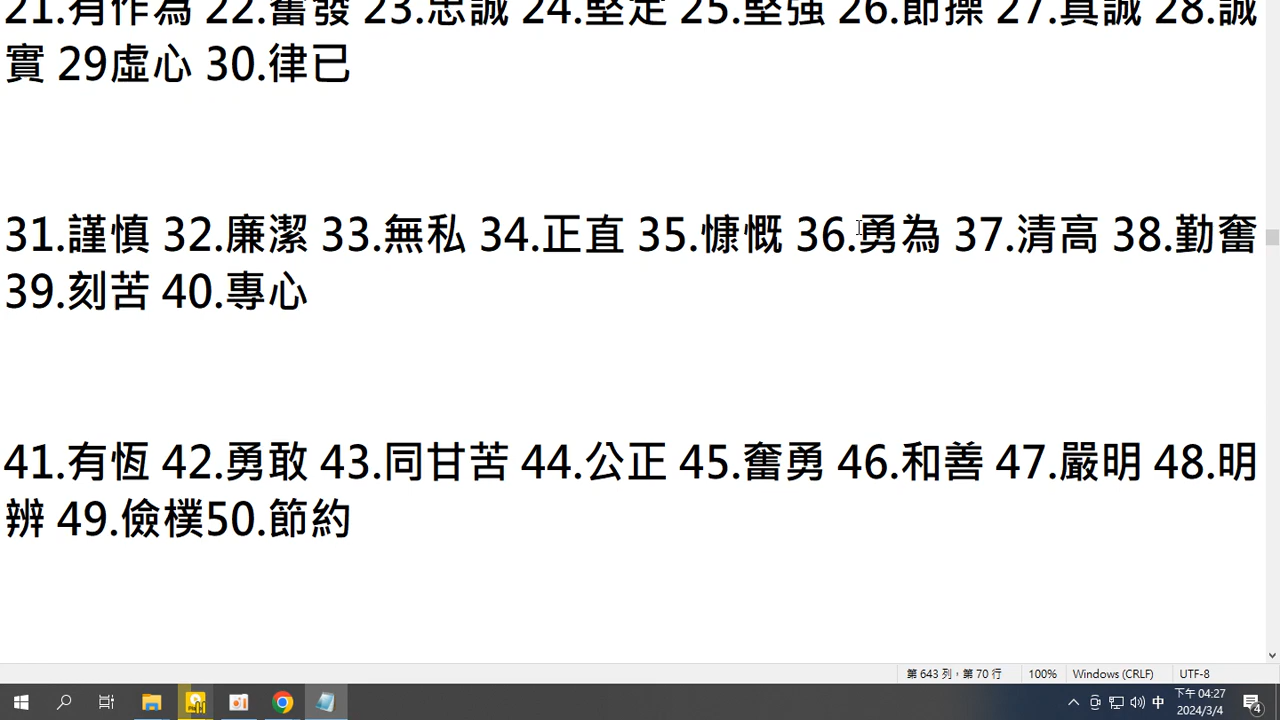 21.有作為 22.奮發 23.忠誠 24.堅定 25.堅強 26.節操 27.真誠 28.誠
實 29虛心 30.律已
31.謹慎 32.廉潔 33.無私 34.正直 35.慷慨 36.勇為 37.清高 38.勤奮
39.刻苦 40.專心
41.有恆 42.勇敢 43.同甘苦 44.公正 45.奮勇 46.和善 47.嚴明 48.明
辨 49.儉樸50.節約
第 643 列，第 70 行 100% Windows (CRLF) UTF-8
中 下午 04:27
2024/3/4 4